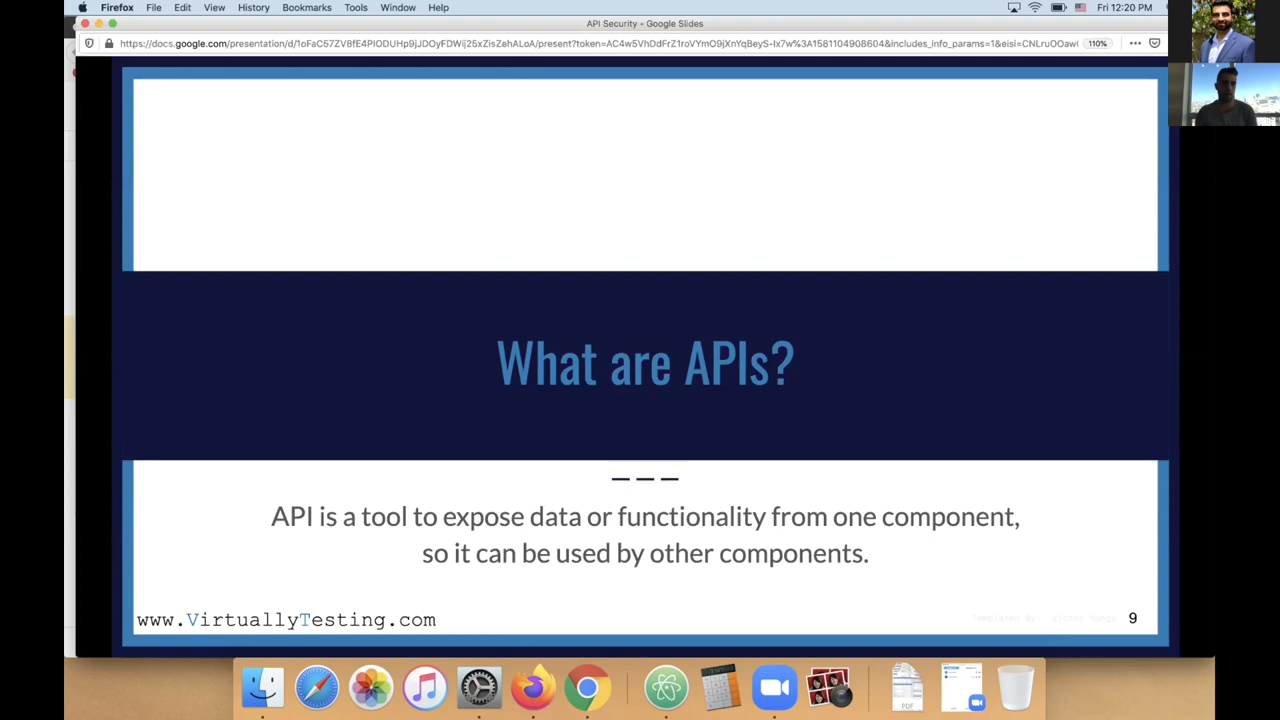 Firefox File Edit View History Bookmarks Tools Window Help Fri 12:20 PM
API Security - Google Slides
110%
What are APIs?
API is a tool to expose data or functionality from one component,
so it can be used by other components.
www.VirtuallyTesting.com
9
PDF